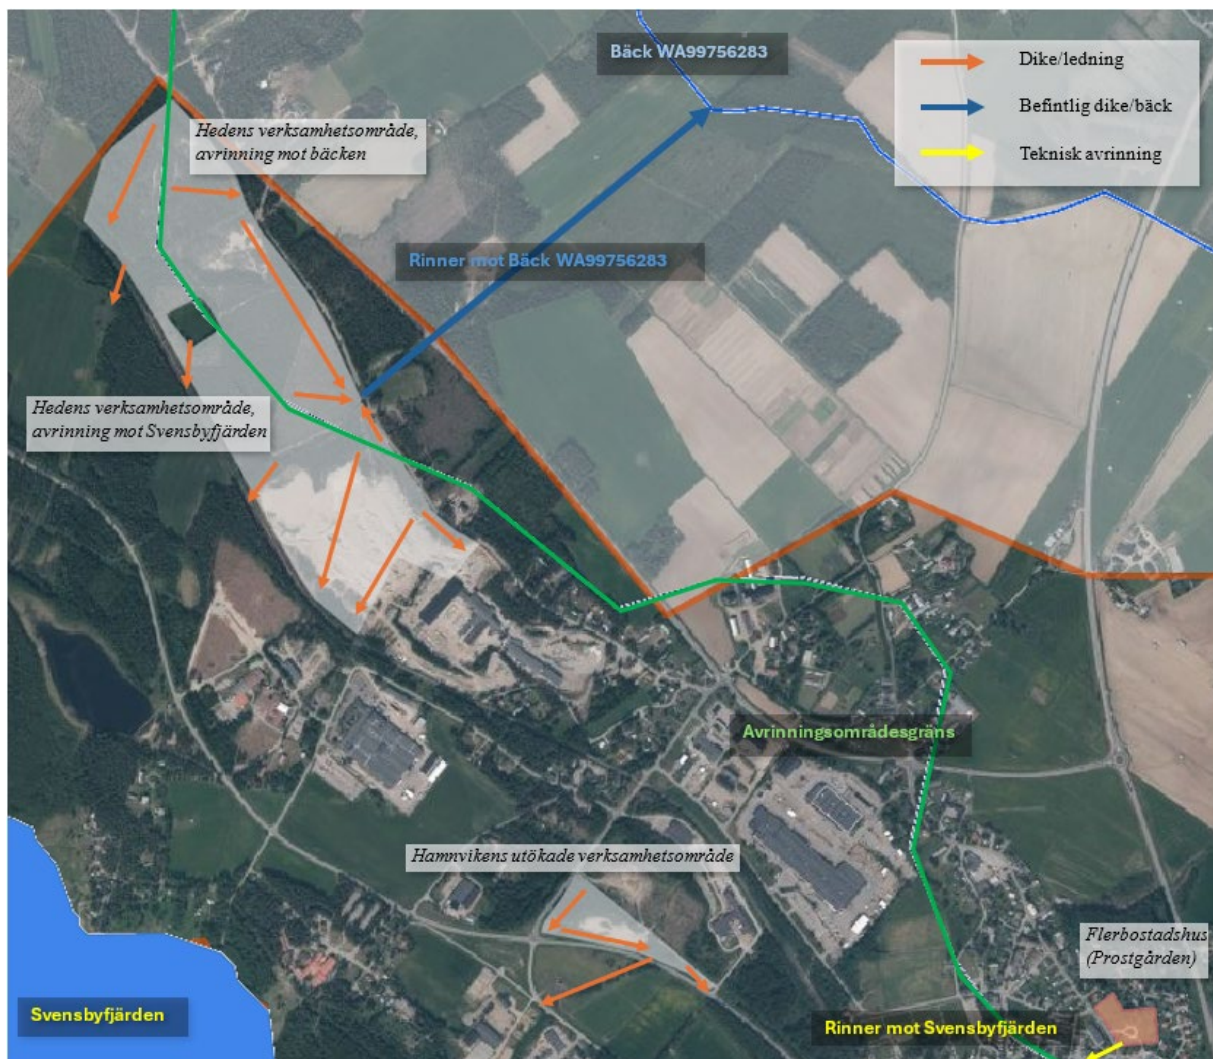 Bäck WA99756283
Dike/ledning
Befintlig dike/bäck
Teknisk avrinning
Hedens verksamhetsområde,
avrinning mot bäcken
Rinner mot Bäck WA99756283
Hedens verksamhetsområde,
avrinning mot Svensbyfjärden
Avrinningsområdesgräns
Hamnvikens utökade verksamhetsområde
Flerbostadshus
(Prostgården)
Svensbyfjärden
Rinner mot Svensbyfjärden